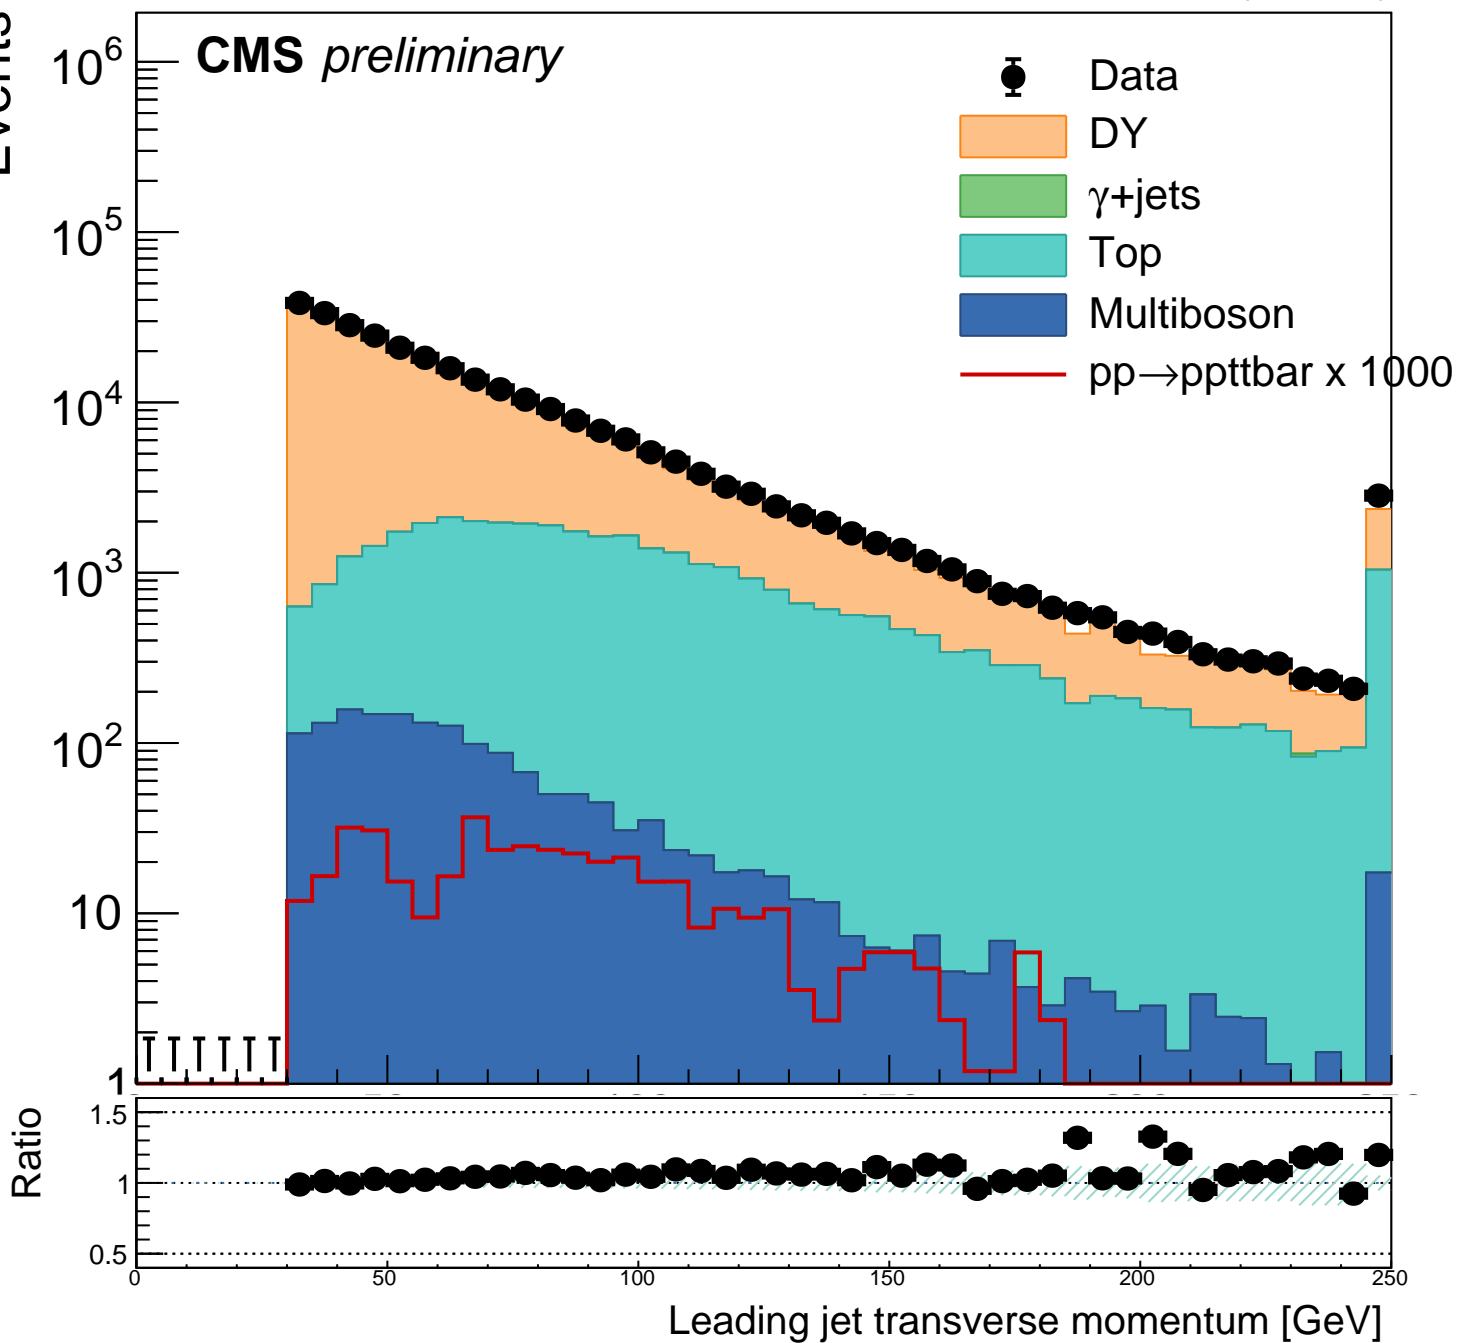 CMS preliminary
Events
10^6
10^5
10^4
10^3
10^2
10
1
Data
DY
γ+jets
Top
Multiboson
pp→ppttbar x 1000
Ratio
1.5
1
0.5
0 50 100 150 200 250
Leading jet transverse momentum [GeV]